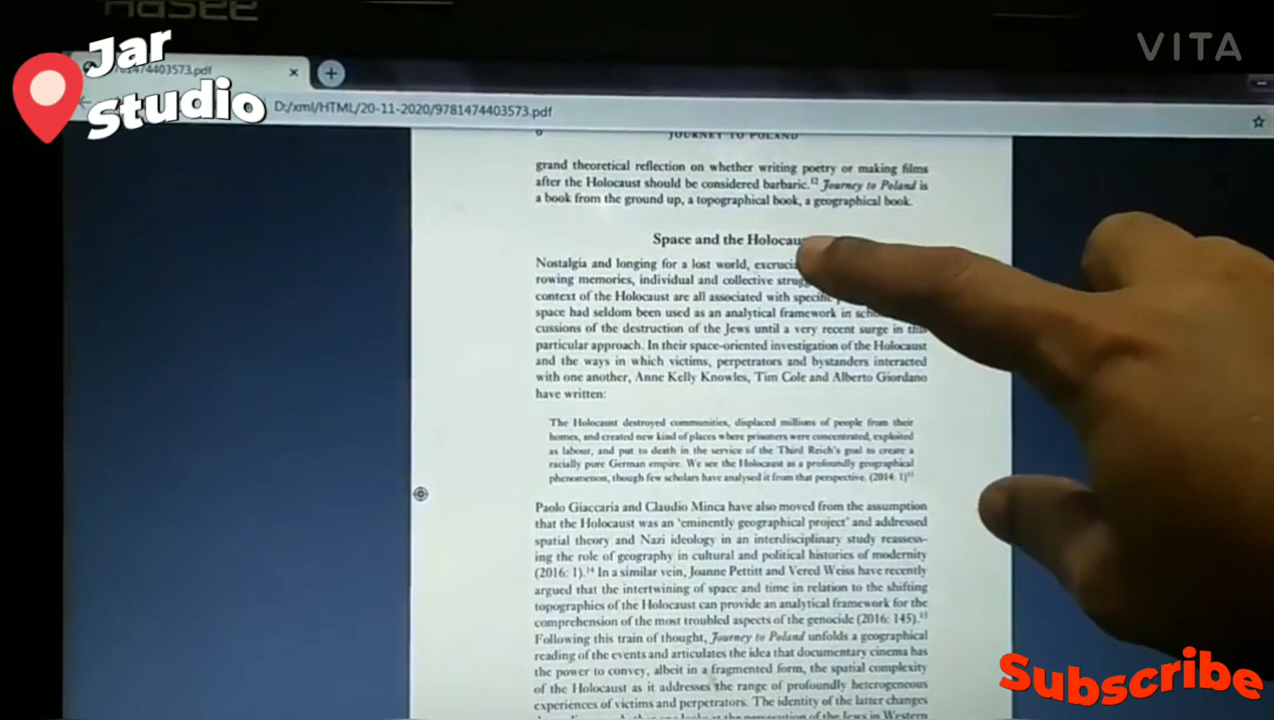 Hasee
Jar
studio
VITA
D:/xml/HTML/20-11-2020/9781474403573.pdf
JOURNEY TO POLAND
grand theoretical reflection on whether writing poetry or making films
after the Holocaust should be considered barbaric.12 Journey to Poland is
a book from the ground up, a topographical book, a geographical book.
Space and the
Nostalgia and longing for a lost world,
rowing memories, individual and collective
context of the Holocaust are all associated with
space had seldom been used as an analytical framework in
cussions of the destruction of the Jews until a very recent surge in
particular approach. In their space-oriented investigation of the Holocaust
and the ways in which victims, perpetrators and bystanders interacted
with one another, Anne Kelly Knowles, Tim Cole and Alberto Giordano
have written:
The Holocaust destroyed communities, displaced millions of people from their
homes, and created new kind of places where prisoners were concentrated, exploited
as labour, and put to death in the service of the Third Reich's goal to create a
racially pure German empire. We see the Holocaust as a profoundly geographical
phenomenon, though few scholars have analysed it from that perspective. (2014: 1)13
Paolo Giaccaria and Claudio Minca have also moved from the assumption
that the Holocaust was an 'eminently geographical project' and addressed
spatial theory and Nazi ideology in an interdisciplinary study reassess-
ing the role of geography in cultural and political histories of modernity
(2016: 1).14 In a similar vein, Joanne Pettitt and Vered Weiss have recently
argued that the intertwining of space and time in relation to the shifting
topographies of the Holocaust can provide an analytical framework for the
comprehension of the most troubled aspects of the genocide (2016: 145).15
Following this train of thought, Journey to Poland unfolds a geographical
reading of the events and articulates the idea that documentary cinema has
the power to convey, albeit in a fragmented form, the spatial complexity
of the Holocaust as it addresses the range of profoundly heterogeneous
experiences of victims and perpetrators. The identity of the latter changes
Subscribe